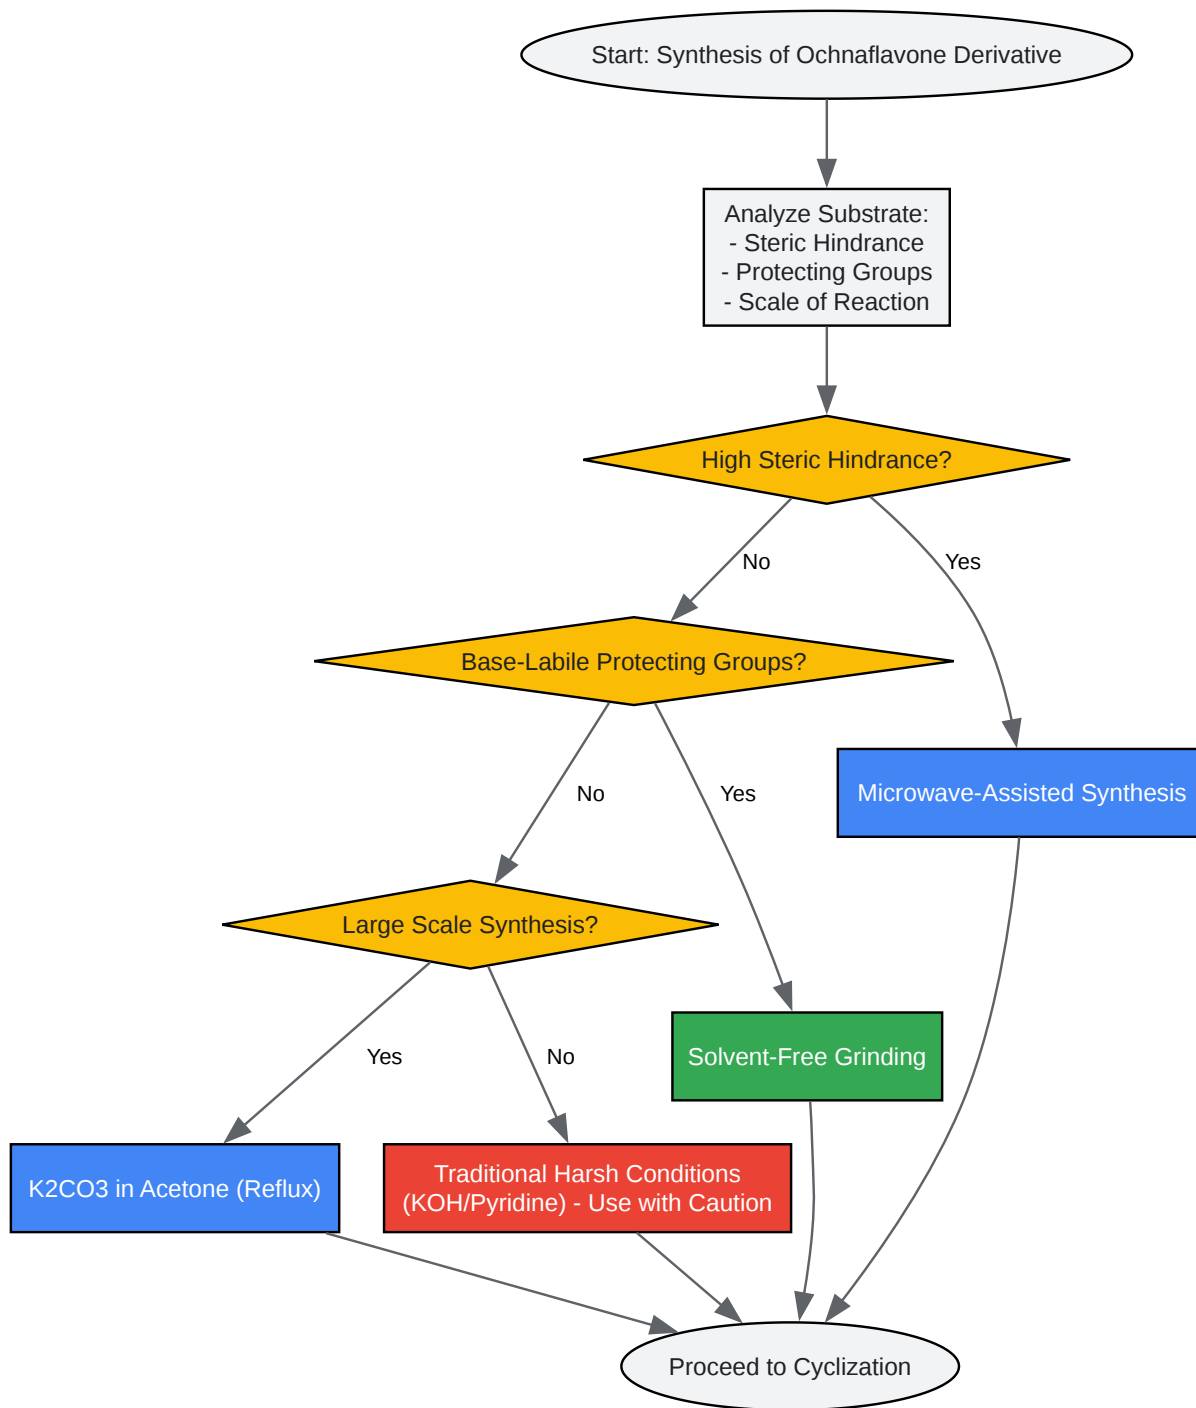 Start: Synthesis of Ochnaflavone Derivative
Analyze Substrate:
- Steric Hindrance
- Protecting Groups
- Scale of Reaction
High Steric Hindrance?
No
Yes
Base-Labile Protecting Groups?
Microwave-Assisted Synthesis
No
Yes
Large Scale Synthesis?
Yes
No
Solvent-Free Grinding
K2CO3 in Acetone (Reflux)
Traditional Harsh Conditions
(KOH/Pyridine) - Use with Caution
Proceed to Cyclization